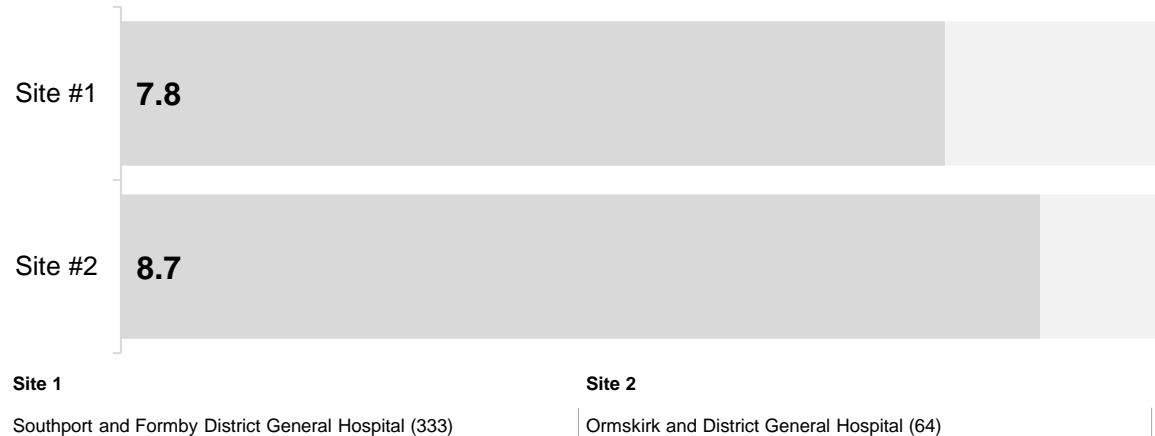 Site #1 7.8
Site #2 8.7
Site 1 Site 2
Southport and Formby District General Hospital (333) Ormskirk and District General Hospital (64)